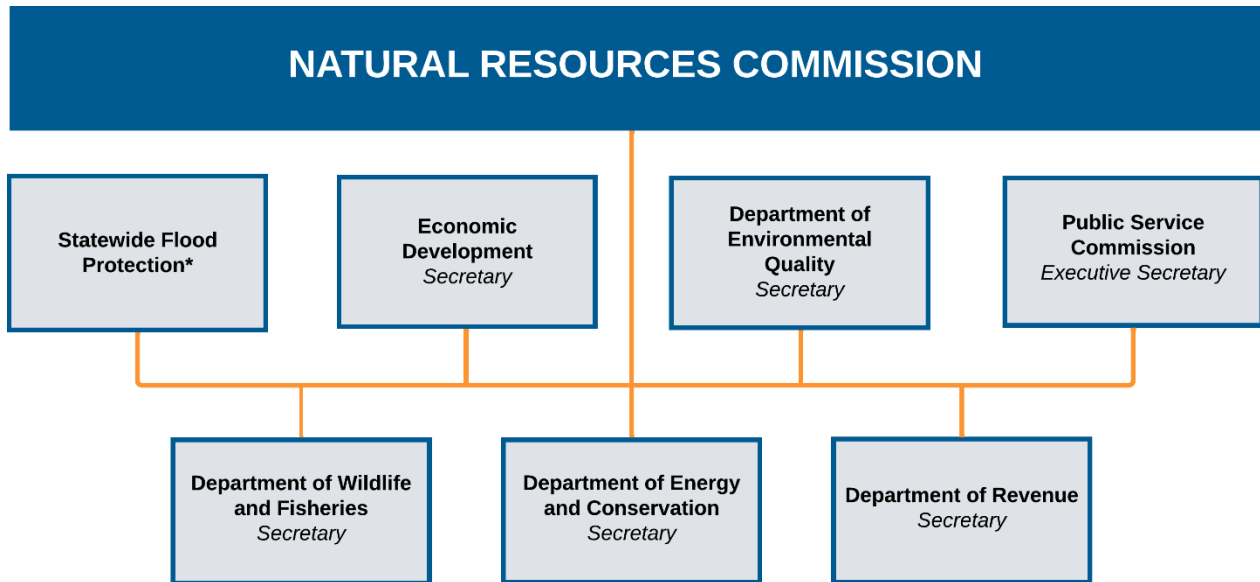 NATURAL RESOURCES COMMISSION
Statewide Flood
Protection*
Economic
Development
Secretary
Department of
Environmental
Quality
Secretary
Public Service
Commission
Executive Secretary
Department of Wildlife
and Fisheries
Secretary
Department of Energy
and Conservation
Secretary
Department of Revenue
Secretary